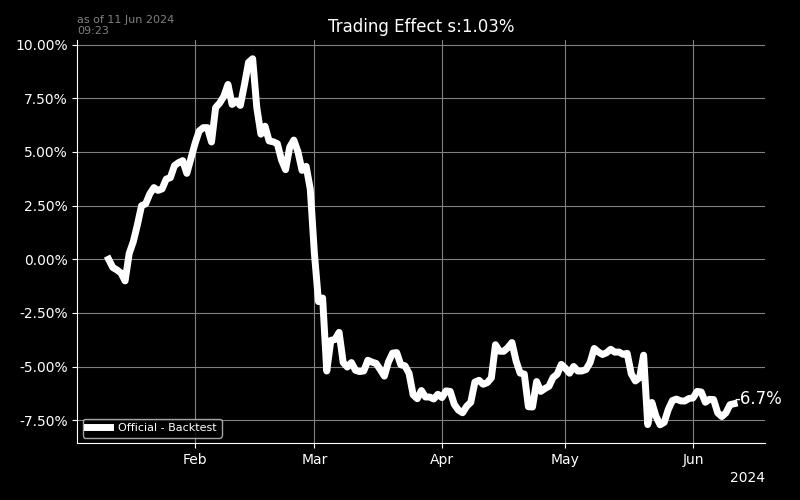 as of 11 Jun 2024
09:23
Trading Effect s:1.03%
10.00%
7.50%
5.00%
2.50%
0.00%
-2.50%
-5.00%
-7.50%
-6.7%
Official - Backtest
Feb
Mar
Apr
May
Jun
2024